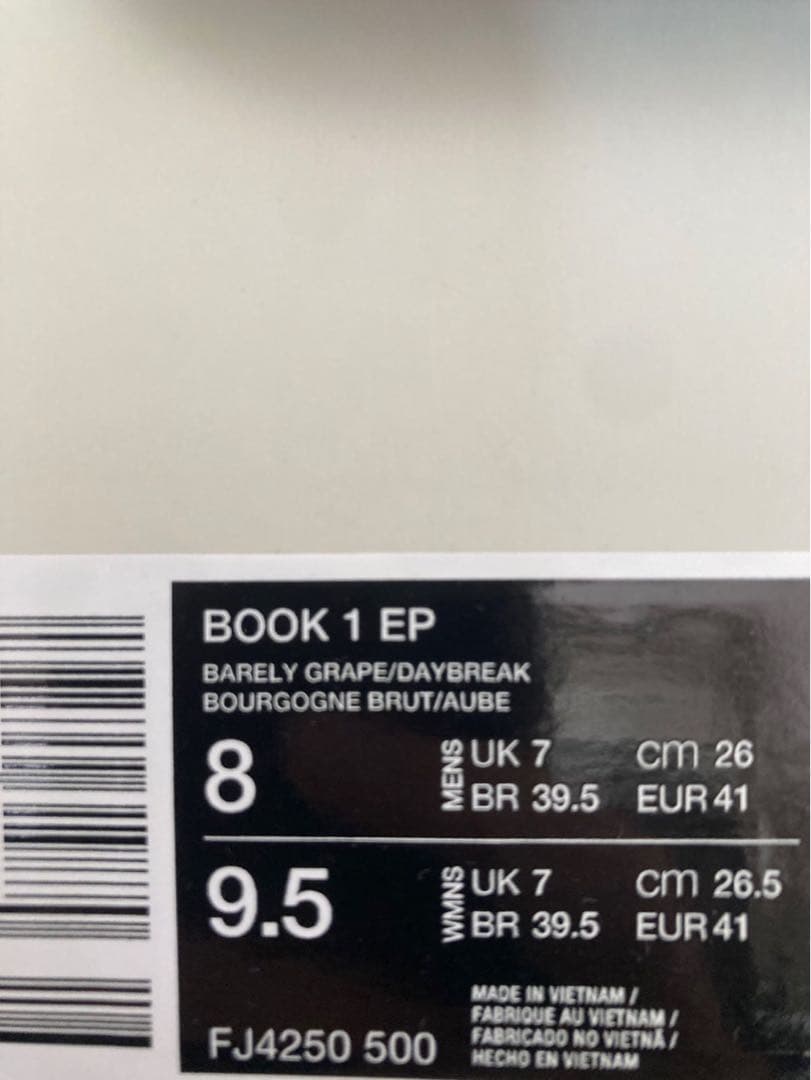 BOOK 1 EP
BARELY GRAPE/DAYBREAK
BOURGOGNE BRUT/AUBE
8 MENS UK 7 cm 26
BR 39.5 EUR 41
9.5 WMNS UK 7 cm 26.5
BR 39.5 EUR 41
MADE IN VIETNAM /
FABRIQUE AU VIETNAM /
FABRICADO NO VIETNÃ /
HECHO EN VIETNAM
FJ4250 500